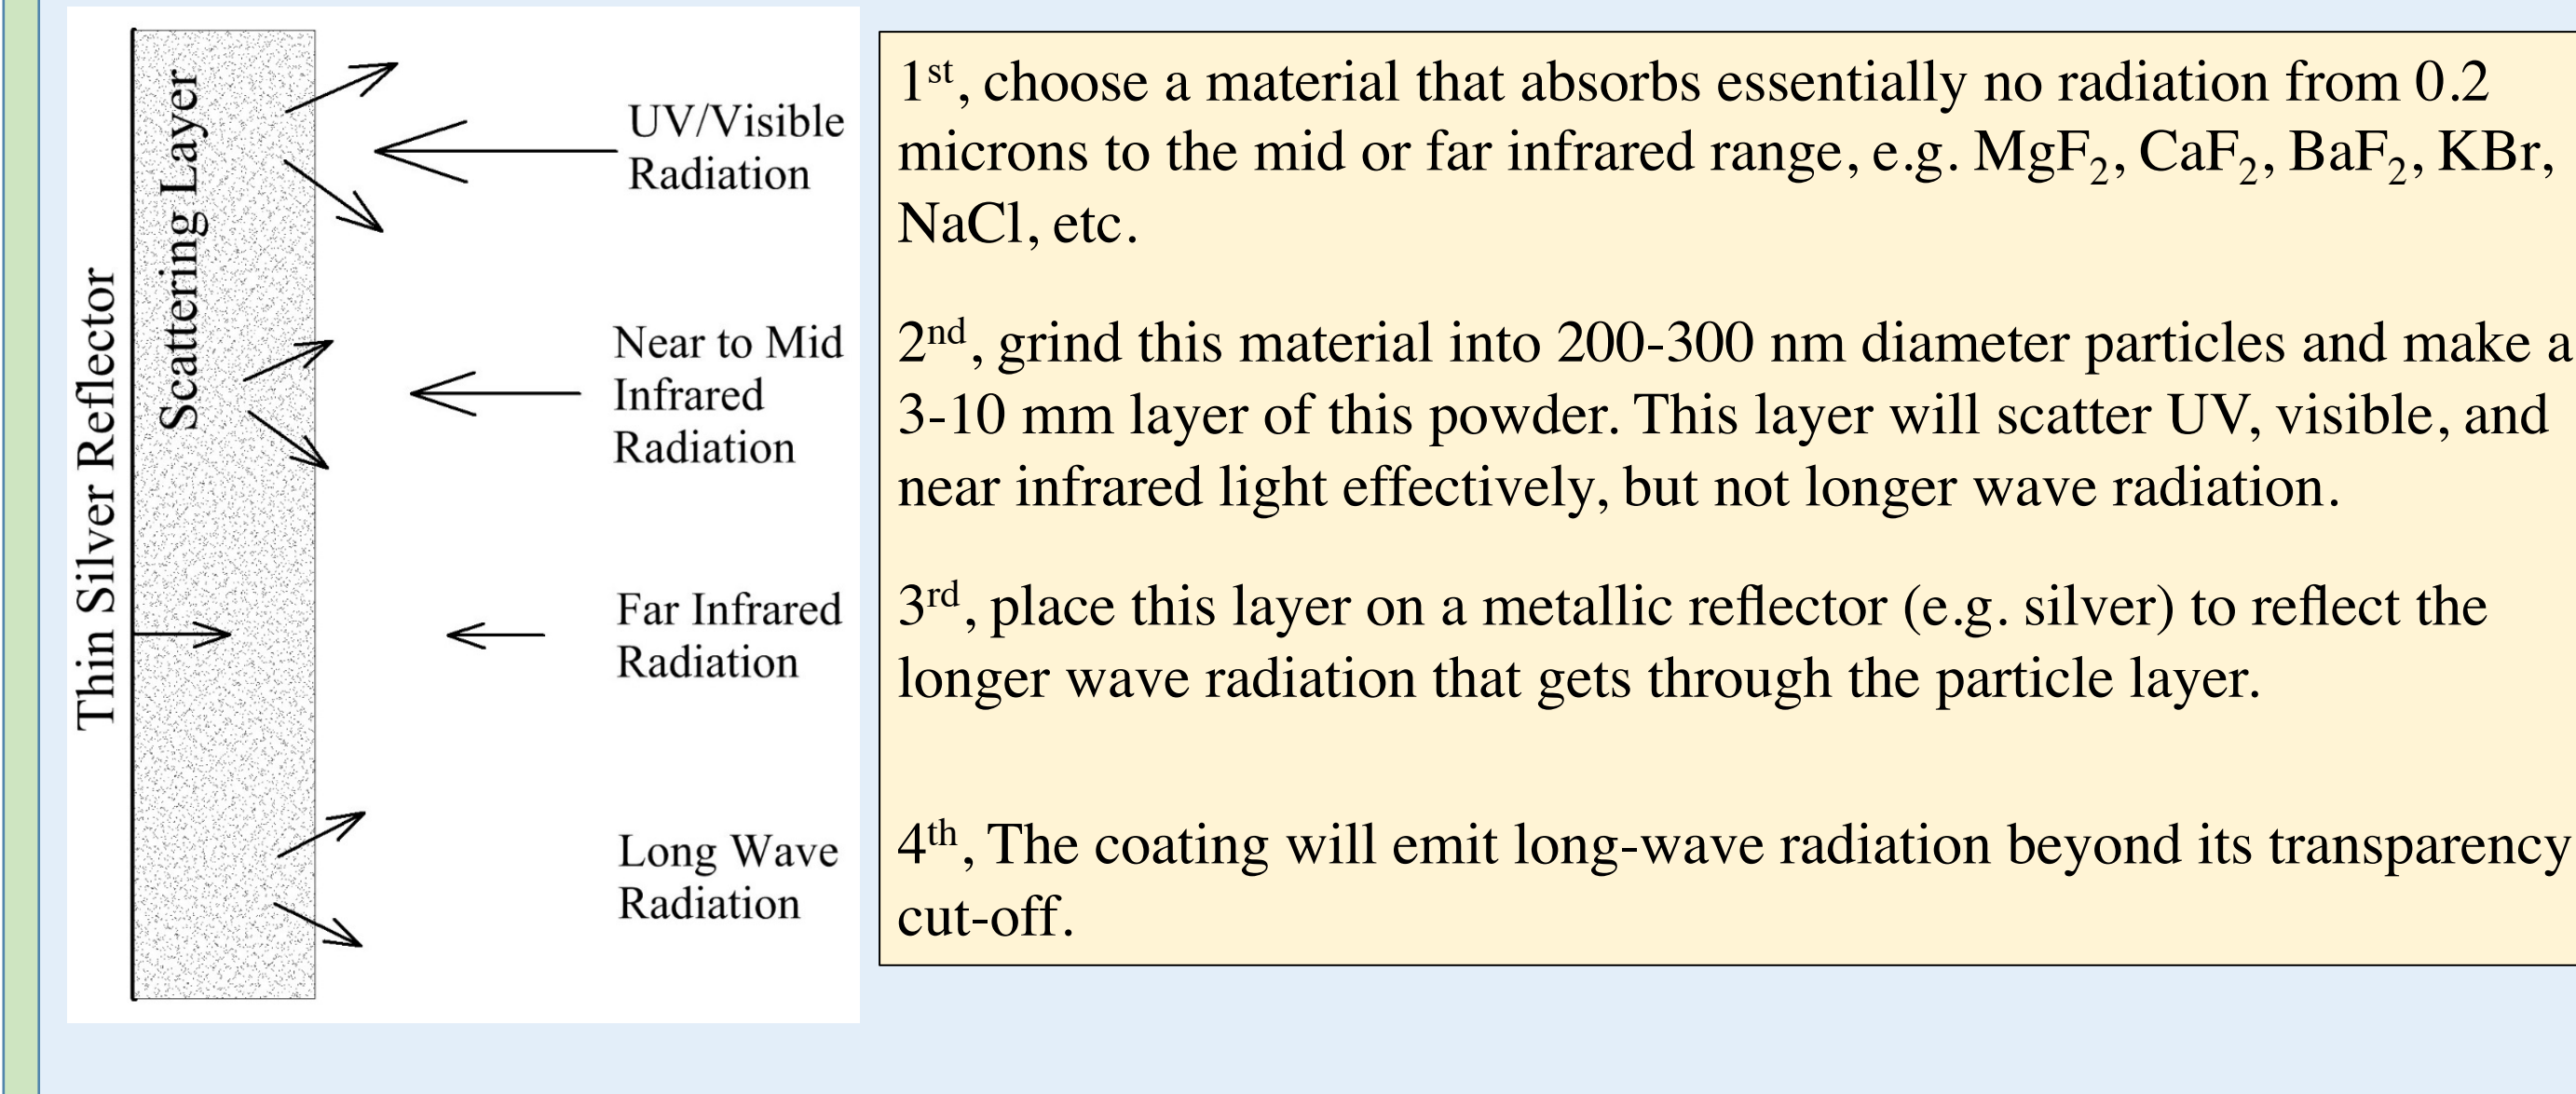 Thin Silver Reflector
Scattering Layer
UV/Visible
Radiation
Near to Mid
Infrared
Radiation
Far Infrared
Radiation
Long Wave
Radiation
1st, choose a material that absorbs essentially no radiation from 0.2
microns to the mid or far infrared range, e.g. MgF2, CaF2, BaF2, KBr,
NaCl, etc.
2nd, grind this material into 200-300 nm diameter particles and make a
3-10 mm layer of this powder. This layer will scatter UV, visible, and
near infrared light effectively, but not longer wave radiation.
3rd, place this layer on a metallic reflector (e.g. silver) to reflect the
longer wave radiation that gets through the particle layer.
4th, The coating will emit long-wave radiation beyond its transparency
cut-off.